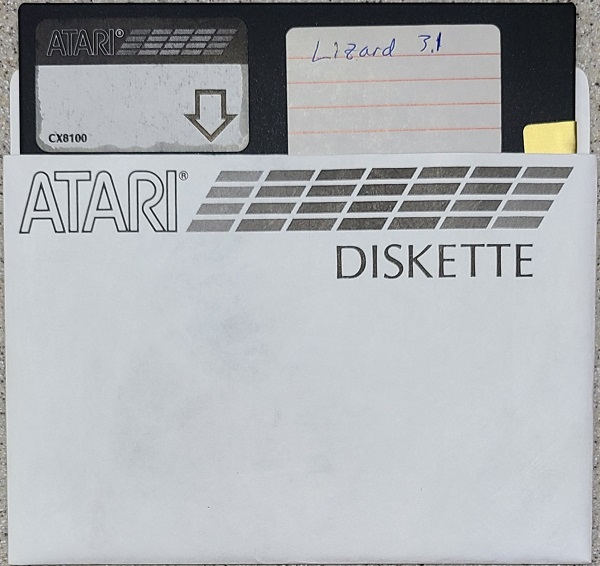 ATARI®
CX8100
Lizard 3.1
ATARI®
DISKETTE